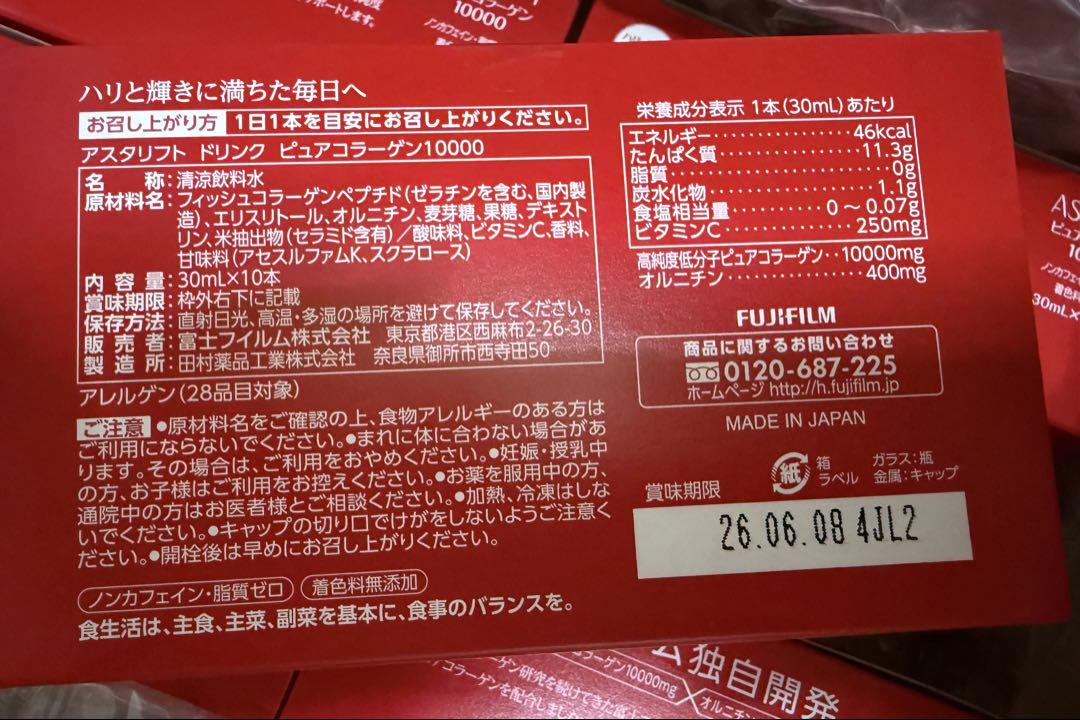 10000
ハリと輝きに満ちた毎日へ
お召し上がり方 1日1本を目安にお召し上がりください。
アスタリフト ドリンク ピュアコラーゲン10000
名 称:清涼飲料水
原材料名:フィッシュコラーゲンペプチド(ゼラチンを含む、国内製
造)、エリスリトール、オルニチン、麦芽糖、果糖、デキスト
リン、米抽出物(セラミド含有)/酸味料、ビタミンC、香料、
甘味料(アセスルファムK、スクラロース)
内 容 量:30mL×10本
賞味期限:枠外右下に記載
保存方法:直射日光、高温・多湿の場所を避けて保存してください。
販 売 者:富士フイルム株式会社 東京都港区西麻布2-26-30
製 造 所:田村薬品工業株式会社 奈良県御所市西寺田50
アレルゲン(28品目対象)
ご注意 ●原材料名をご確認の上、食物アレルギーのある方は
ご利用にならないでください。●まれに体に合わない場合があ
ります。その場合は、ご利用をおやめください。●妊娠・授乳中
の方、お子様はご利用をお控えください。●お薬を服用中の方、
通院中の方はお医者様とご相談ください。●加熱、冷凍はしな
いでください。●キャップの切り口でけがをしないようご注意く
ださい。●開栓後は早めにお召し上がりください。
ノンカフェイン・脂質ゼロ 着色料無添加
食生活は、主食、主菜、副菜を基本に、食事のバランスを。
栄養成分表示 1本(30mL)あたり
エネルギー 46kcal
たんぱく質 11.3g
脂質 0g
炭水化物 1.1g
食塩相当量 0～0.07g
ビタミンC 250mg
高純度低分子ピュアコラーゲン 10000mg
オルニチン 400mg
FUJIFILM
商品に関するお問い合わせ
0120-687-225
ホームページ http://h.fujifilm.jp
MADE IN JAPAN
紙 箱 ラベル ガラス:瓶 金属:キャップ
賞味期限
26.06.08 4JL2
独自開発
コラーゲン10000mg